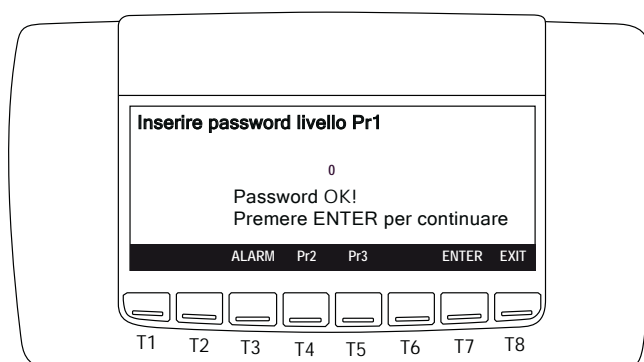 Inserire password livello Pr1
0
Password OK!
Premere ENTER per continuare
ALARM Pr2 Pr3 ENTER EXIT
T1 T2 T3 T4 T5 T6 T7 T8